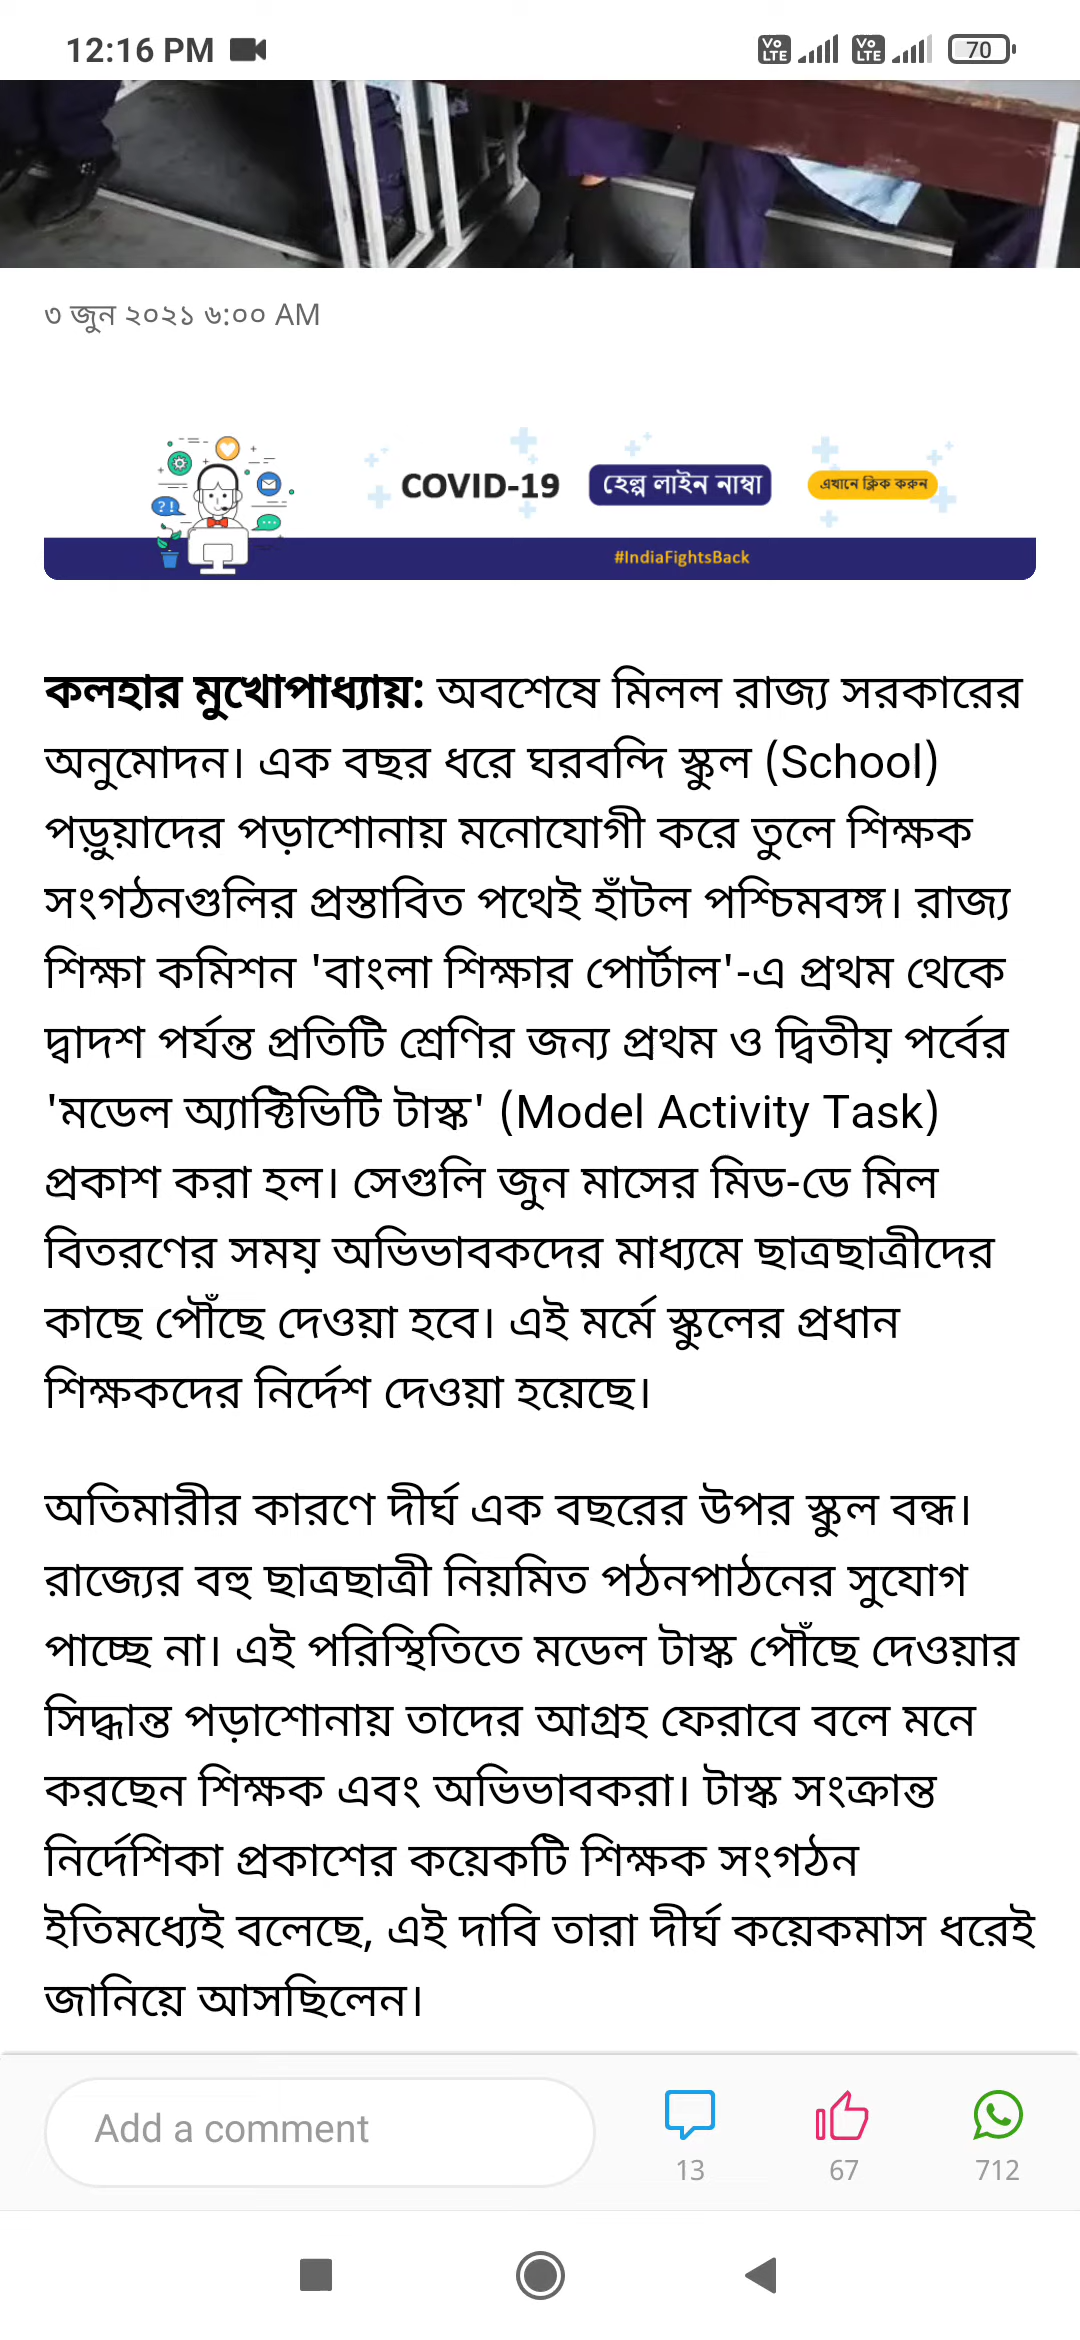 12:16 PM
Vo LTE
Vo LTE
70
৩ জুন ২০২১ ৬:০০ AM
COVID-19 হেল্প লাইন নাম্বা এখানে ক্লিক করুন
?!
#IndiaFightsBack
কলহার মুখোপাধ্যায়: অবশেষে মিলল রাজ্য সরকারের
অনুমোদন। এক বছর ধরে ঘরবন্দি স্কুল (School)
পড়ুয়াদের পড়াশোনায় মনোযোগী করে তুলে শিক্ষক
সংগঠনগুলির প্রস্তাবিত পথেই হাঁটল পশ্চিমবঙ্গ। রাজ্য
শিক্ষা কমিশন 'বাংলা শিক্ষার পোর্টাল'-এ প্রথম থেকে
দ্বাদশ পর্যন্ত প্রতিটি শ্রেণির জন্য প্রথম ও দ্বিতীয় পর্বের
'মডেল অ্যাক্টিভিটি টাস্ক' (Model Activity Task)
প্রকাশ করা হল। সেগুলি জুন মাসের মিড-ডে মিল
বিতরণের সময় অভিভাবকদের মাধ্যমে ছাত্রছাত্রীদের
কাছে পৌঁছে দেওয়া হবে। এই মর্মে স্কুলের প্রধান
শিক্ষকদের নির্দেশ দেওয়া হয়েছে।
অতিমারীর কারণে দীর্ঘ এক বছরের উপর স্কুল বন্ধ।
রাজ্যের বহু ছাত্রছাত্রী নিয়মিত পঠনপাঠনের সুযোগ
পাচ্ছে না। এই পরিস্থিতিতে মডেল টাস্ক পৌঁছে দেওয়ার
সিদ্ধান্ত পড়াশোনায় তাদের আগ্রহ ফেরাবে বলে মনে
করছেন শিক্ষক এবং অভিভাবকরা। টাস্ক সংক্রান্ত
নির্দেশিকা প্রকাশের কয়েকটি শিক্ষক সংগঠন
ইতিমধ্যেই বলেছে, এই দাবি তারা দীর্ঘ কয়েকমাস ধরেই
জানিয়ে আসছিলেন।
Add a comment
13
67
712